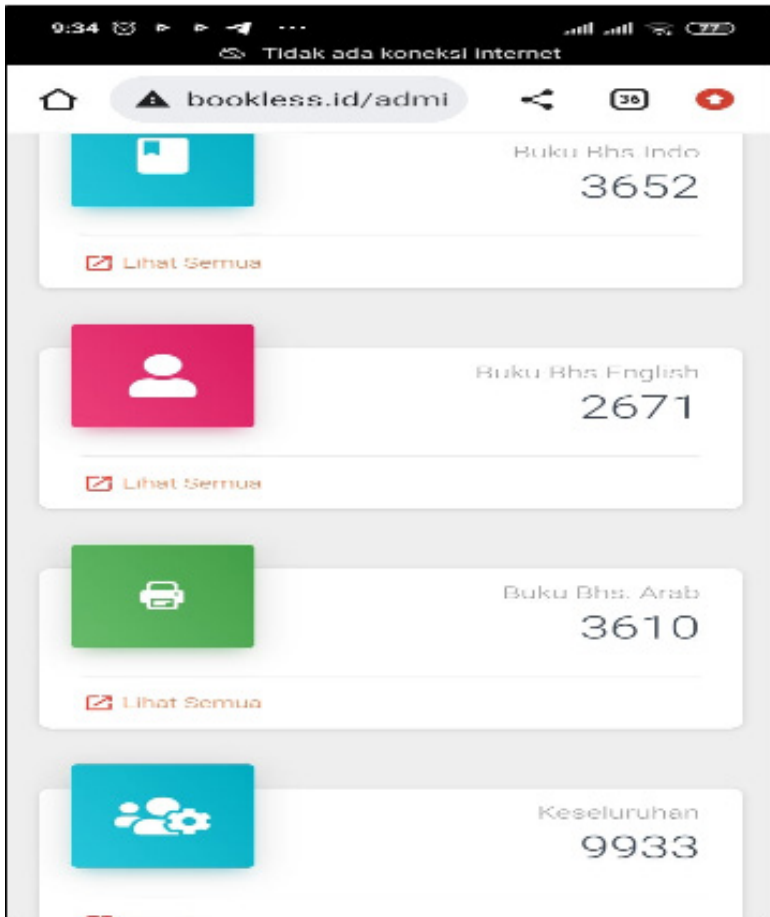 9:34
77
Tidak ada koneksi internet
bookless.id/admi
36
Buku Bhs.Indo
3652
Lihat Semua
Buku Bhs English
2671
Lihat Semua
Buku Bhs. Arab
3610
Lihat Semua
Keseluruhan
9933